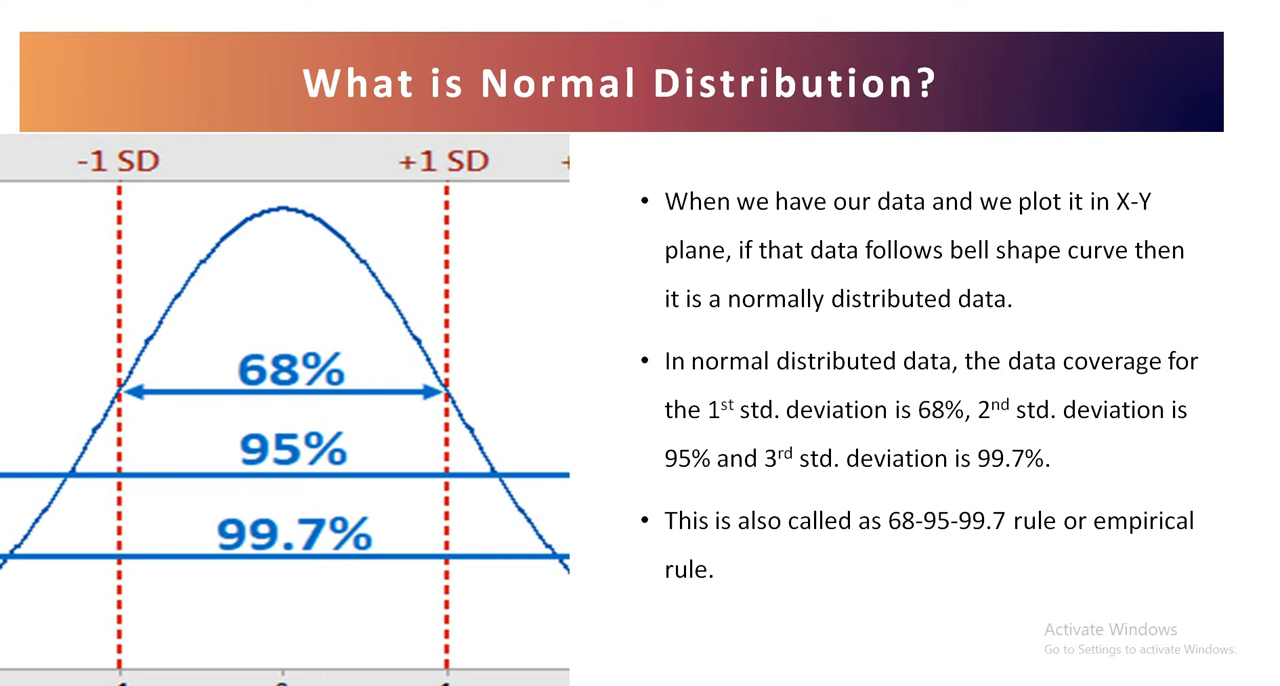 What is Normal Distribution?
-1 SD
+1 SD
68%
95%
99.7%
• When we have our data and we plot it in X-Y
plane, if that data follows bell shape curve then
it is a normally distributed data.
• In normal distributed data, the data coverage for
the 1st std. deviation is 68%, 2nd std. deviation is
95% and 3rd std. deviation is 99.7%.
• This is also called as 68-95-99.7 rule or empirical
rule.
Activate Windows
Go to Settings to activate Windows.